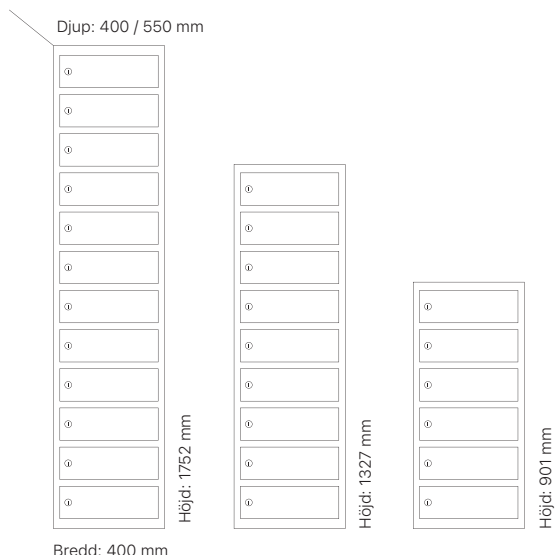 Djup: 400 / 550 mm
Höjd: 1752 mm
Höjd: 1327 mm
Höjd: 901 mm
Bredd: 400 mm